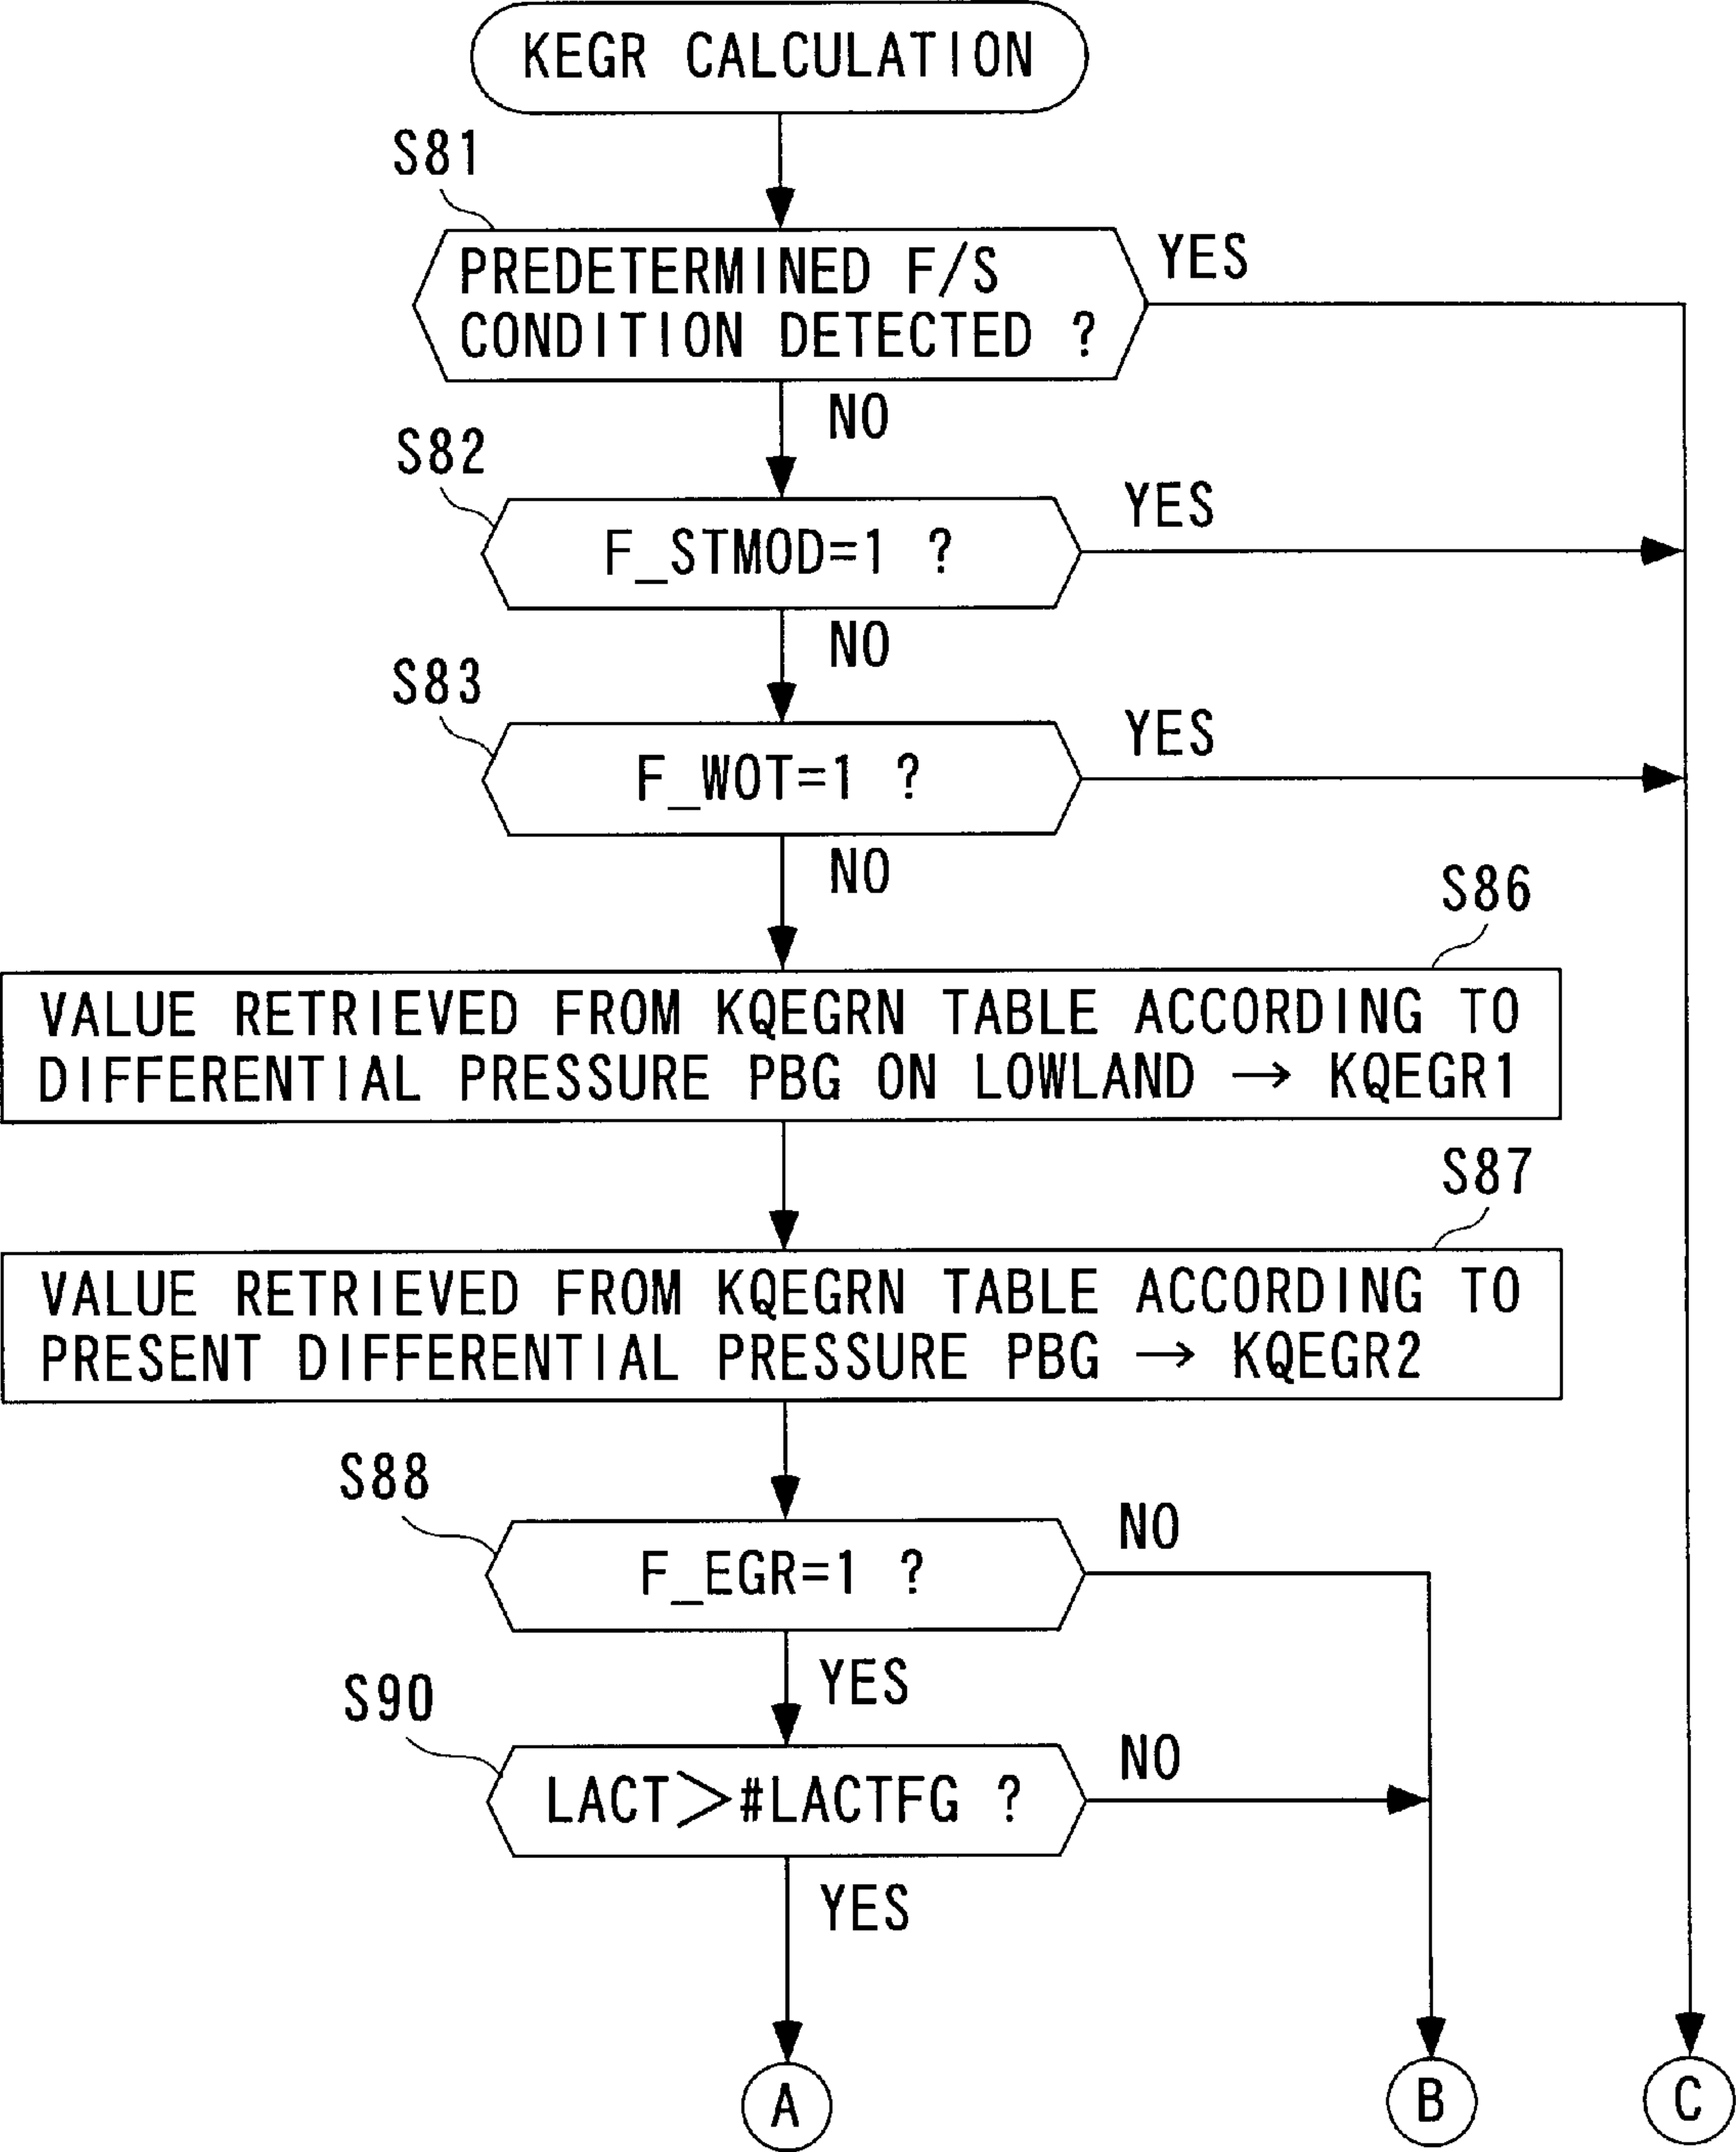 KEGR CALCULATION
S81
PREDETERMINED F/S
CONDITION DETECTED ?
YES
NO
S82
F_STMOD=1 ?
YES
NO
S83
F_WOT=1 ?
YES
NO
S86
VALUE RETRIEVED FROM KQEGRN TABLE ACCORDING TO
DIFFERENTIAL PRESSURE PBG ON LOWLAND → KQEGR1
S87
VALUE RETRIEVED FROM KQEGRN TABLE ACCORDING TO
PRESENT DIFFERENTIAL PRESSURE PBG → KQEGR2
S88
F_EGR=1 ?
NO
YES
S90
LACT>#LACTFG ?
NO
YES
A
B
C